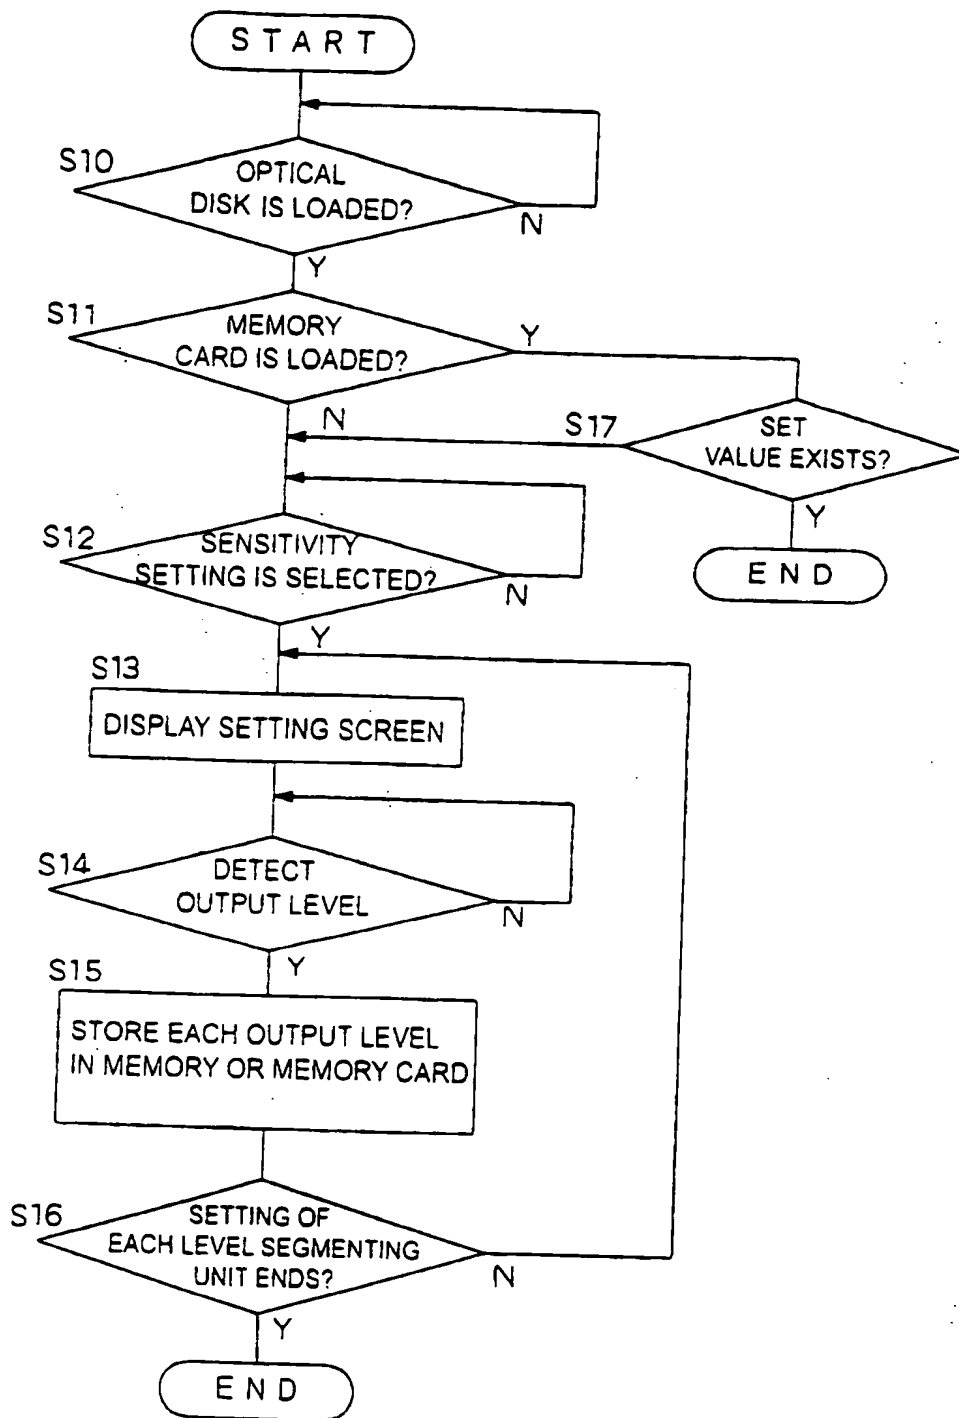 START
S10
OPTICAL
DISK IS LOADED?
N
Y
S11
MEMORY
CARD IS LOADED?
Y
N
S17
SET
VALUE EXISTS?
Y
END
S12
SENSITIVITY
SETTING IS SELECTED?
N
Y
S13
DISPLAY SETTING SCREEN
S14
DETECT
OUTPUT LEVEL
N
Y
S15
STORE EACH OUTPUT LEVEL
IN MEMORY OR MEMORY CARD
S16
SETTING OF
EACH LEVEL SEGMENTING
UNIT ENDS?
N
Y
END